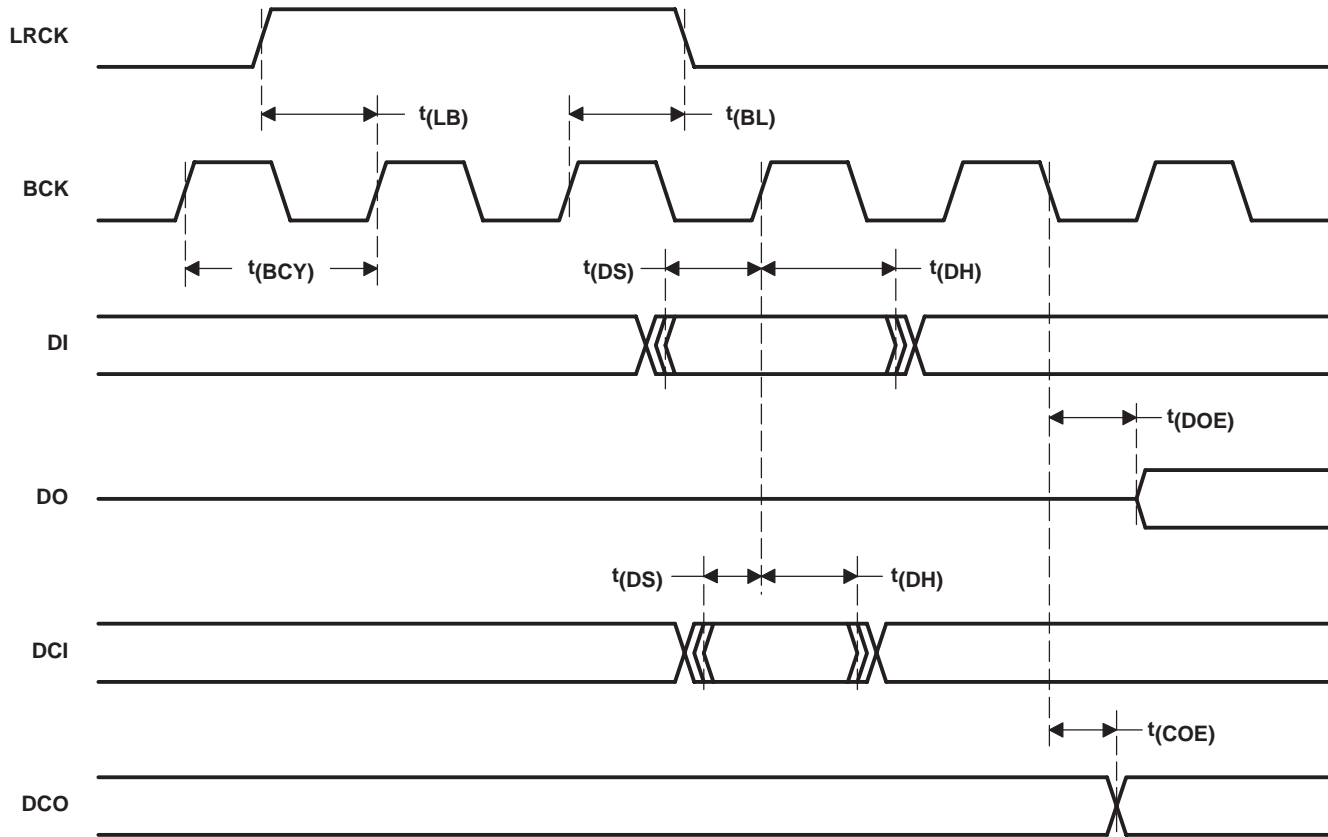 LRCK
t(LB)
t(BL)
BCK
t(BCY)
t(DS)
t(DH)
DI
t(DOE)
DO
t(DS)
t(DH)
DCI
t(COE)
DCO